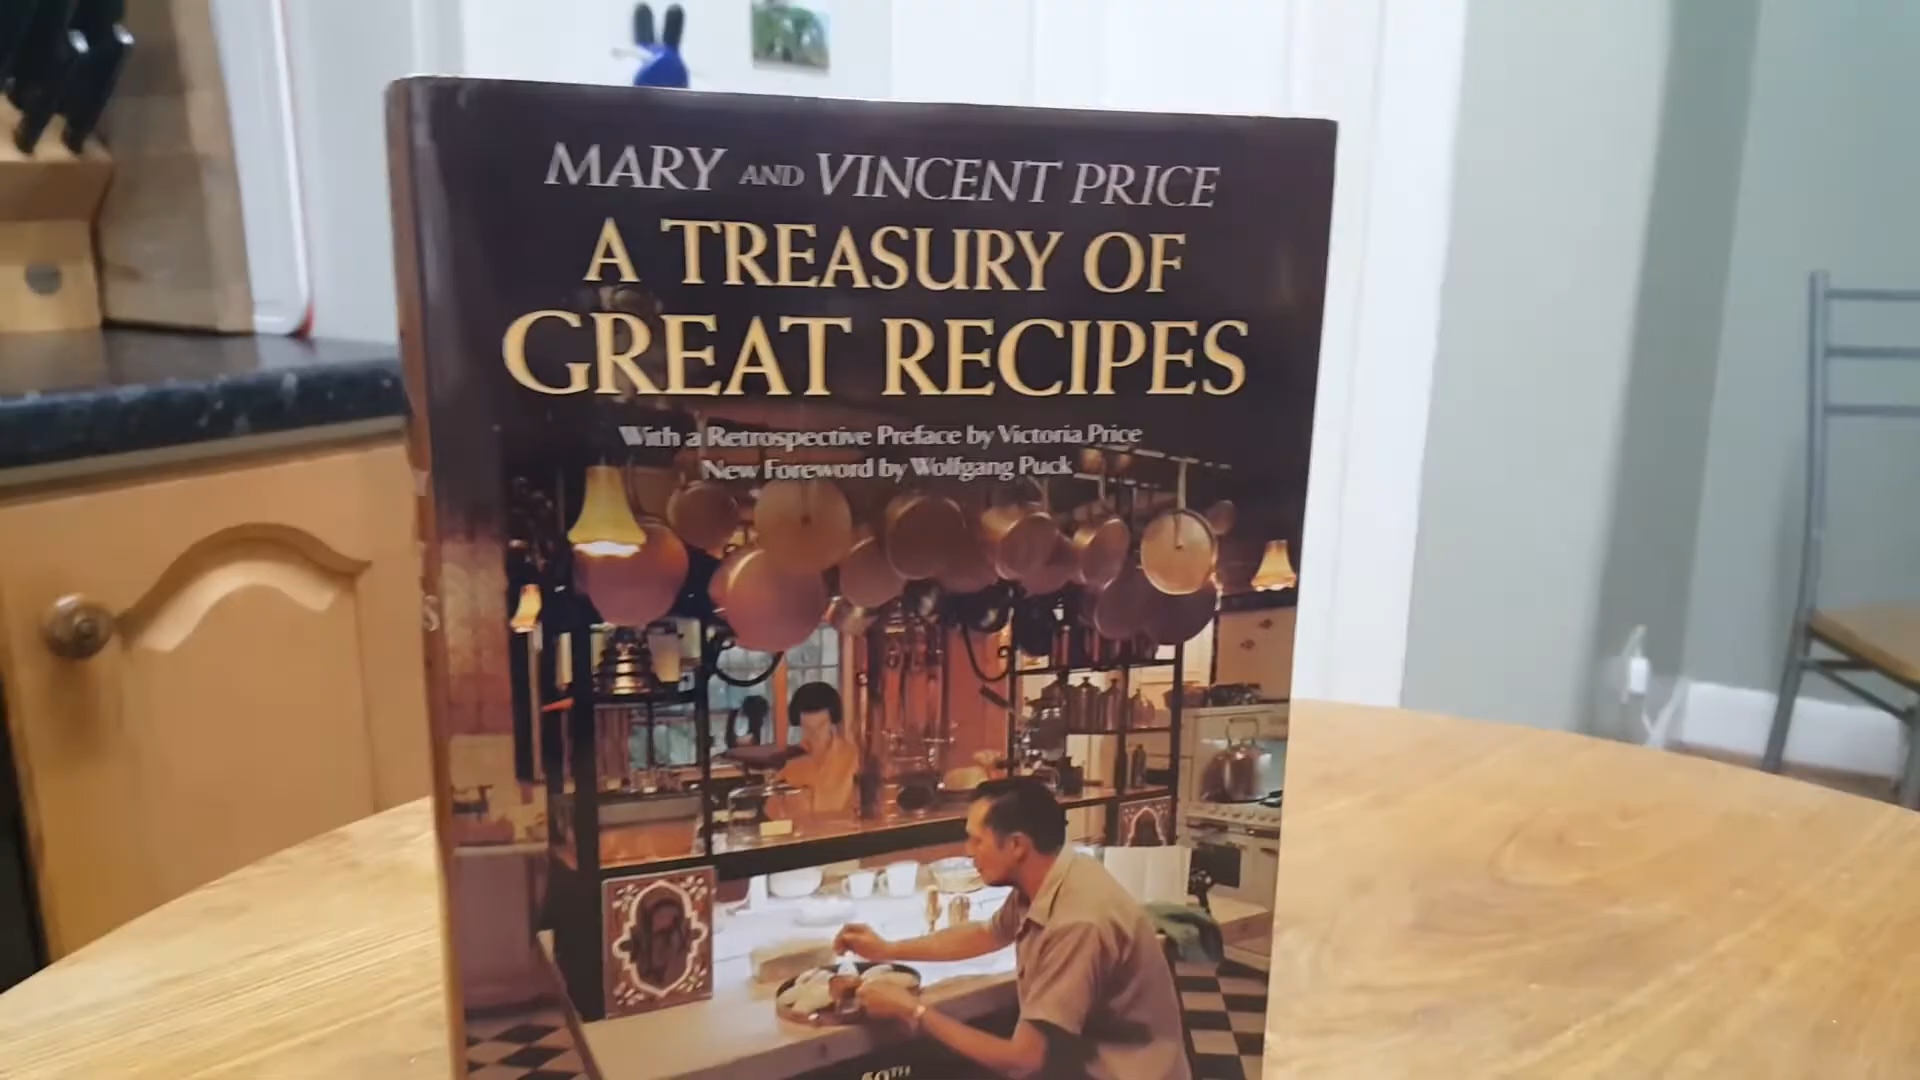 MARY AND VINCENT PRICE
A TREASURY OF
GREAT RECIPES
With a Retrospective Preface by Victoria Price
New Foreword by Wolfgang Puck
50TH
S